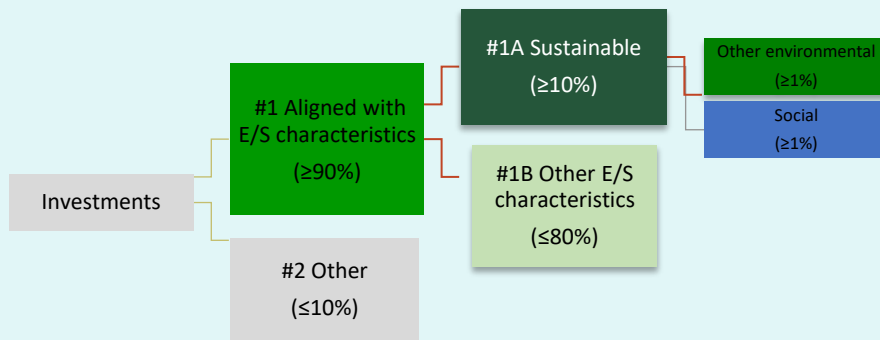 Investments
#1 Aligned with
E/S characteristics
(≥90%)
#2 Other
(≤10%)
#1A Sustainable
(≥10%)
#1B Other E/S
characteristics
(≤80%)
Other environmental
(≥1%)
Social
(≥1%)